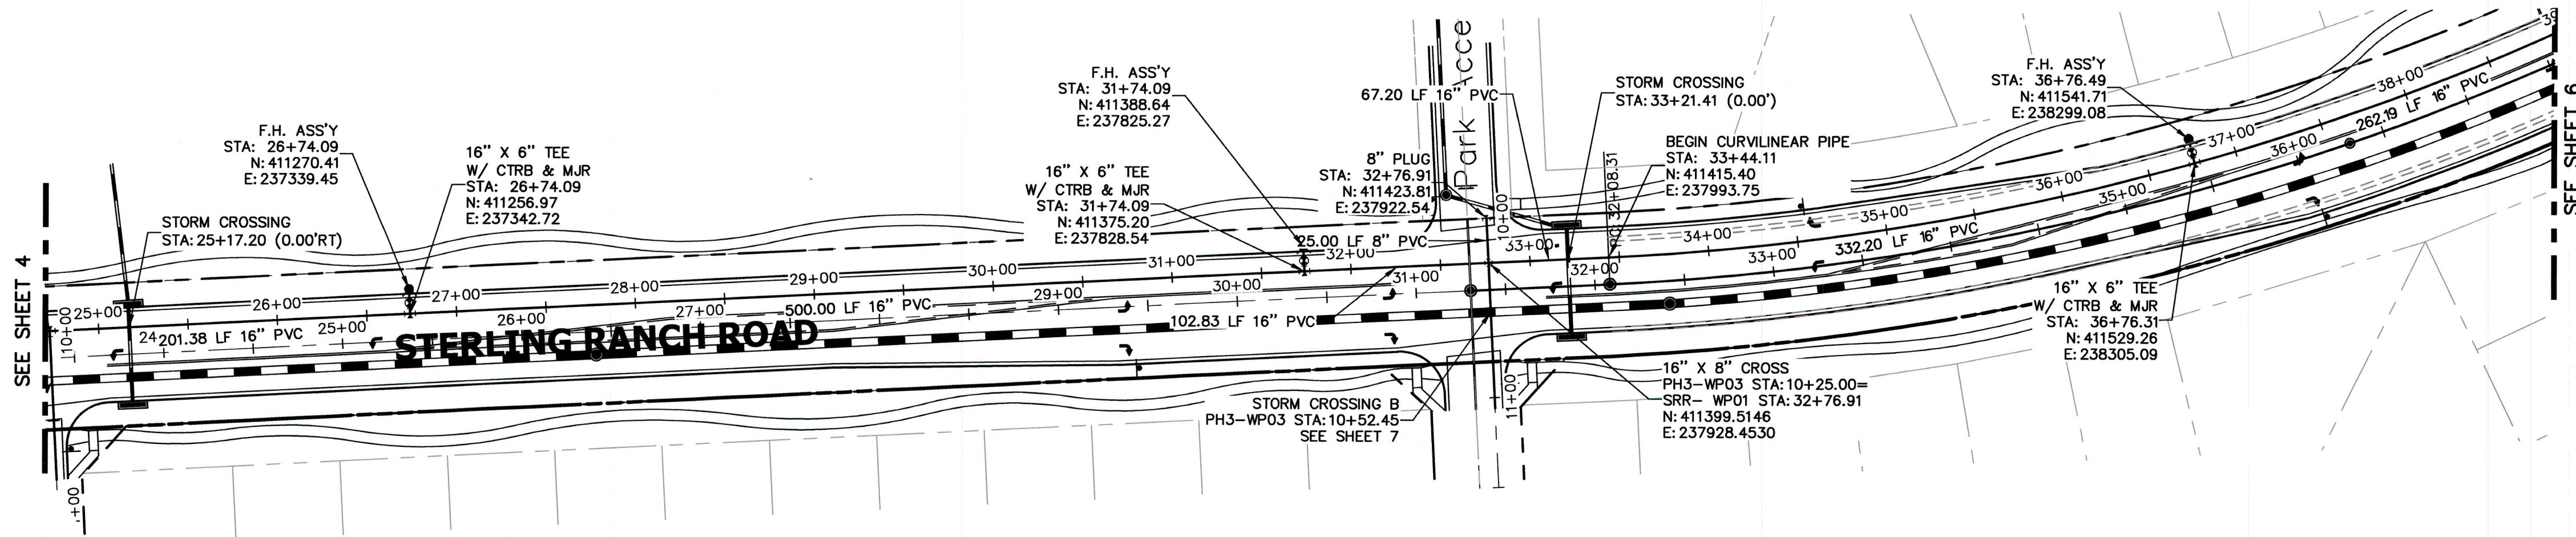 SEE SHEET 4
10+00
STORM CROSSING
STA: 25+17.20 (0.00'RT)
F.H. ASS'Y
STA: 26+74.09
N: 411270.41
E: 237339.45
16" X 6" TEE
W/ CTRB & MJR
STA: 26+74.09
N: 411256.97
E: 237342.72
F.H. ASS'Y
STA: 31+74.09
N: 411388.64
E: 237825.27
16" X 6" TEE
W/ CTRB & MJR
STA: 31+74.09
N: 411375.20
E: 237828.54
8" PLUG
STA: 32+76.91
N: 411423.81
E: 237922.54
Park Acce
67.20 LF 16" PVC
STORM CROSSING
STA: 33+21.41 (0.00')
BEGIN CURVILINEAR PIPE
STA: 33+44.11
N: 411415.40
E: 237993.75
PC: 32+08.31
F.H. ASS'Y
STA: 36+76.49
N: 411541.71
E: 238299.08
39
SEE SHEET 6
25+00
26+00
27+00
28+00
29+00
30+00
31+00
32+00
33+00
34+00
35+00
36+00
37+00
38+00
25.00 LF 8" PVC
10+00
24
201.38 LF 16" PVC
25+00
26+00
27+00
500.00 LF 16" PVC
29+00
30+00
31+00
32+00
33+00
332.20 LF 16" PVC
35+00
36+00
262.19 LF 16" PVC
102.83 LF 16" PVC
STERLING RANCH ROAD
16" X 6" TEE
W/ CTRB & MJR
STA: 36+76.31
N: 411529.26
E: 238305.09
16" X 8" CROSS
PH3-WP03 STA: 10+25.00=
SRR- WP01 STA: 32+76.91
N: 411399.5146
E: 237928.4530
STORM CROSSING B
PH3-WP03 STA: 10+52.45
SEE SHEET 7
11+00
+00